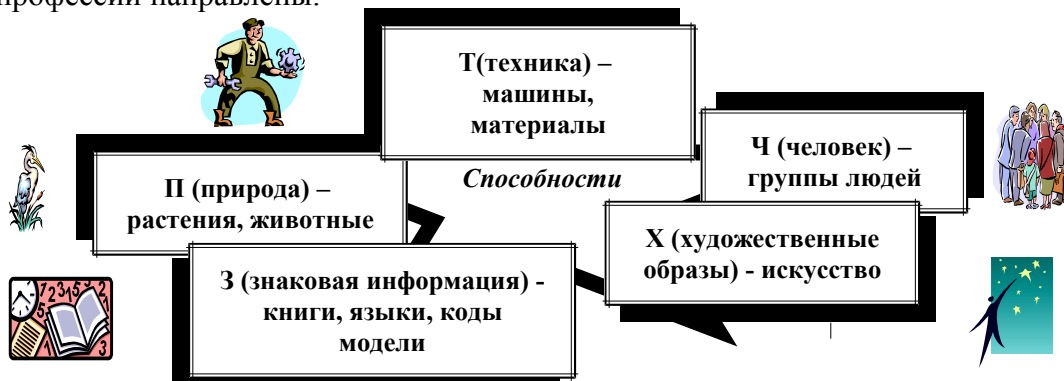 профессии направлены:
Т(техника) –
машины,
материалы
Ч (человек) –
группы людей
П (природа) –
растения, животные
Способности
Х (художественные
образы) - искусство
З (знаковая информация) -
книги, языки, коды
модели